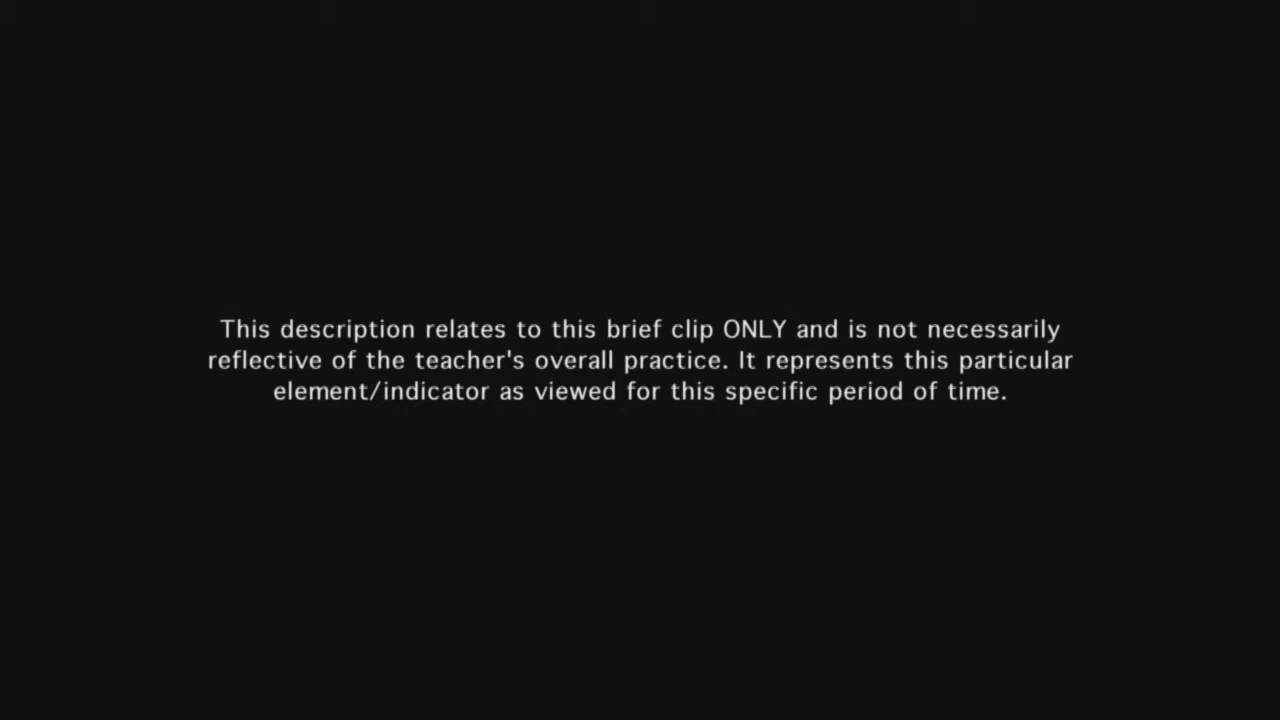 This description relates to this brief clip ONLY and is not necessarily
reflective of the teacher's overall practice. It represents this particular
element/indicator as viewed for this specific period of time.